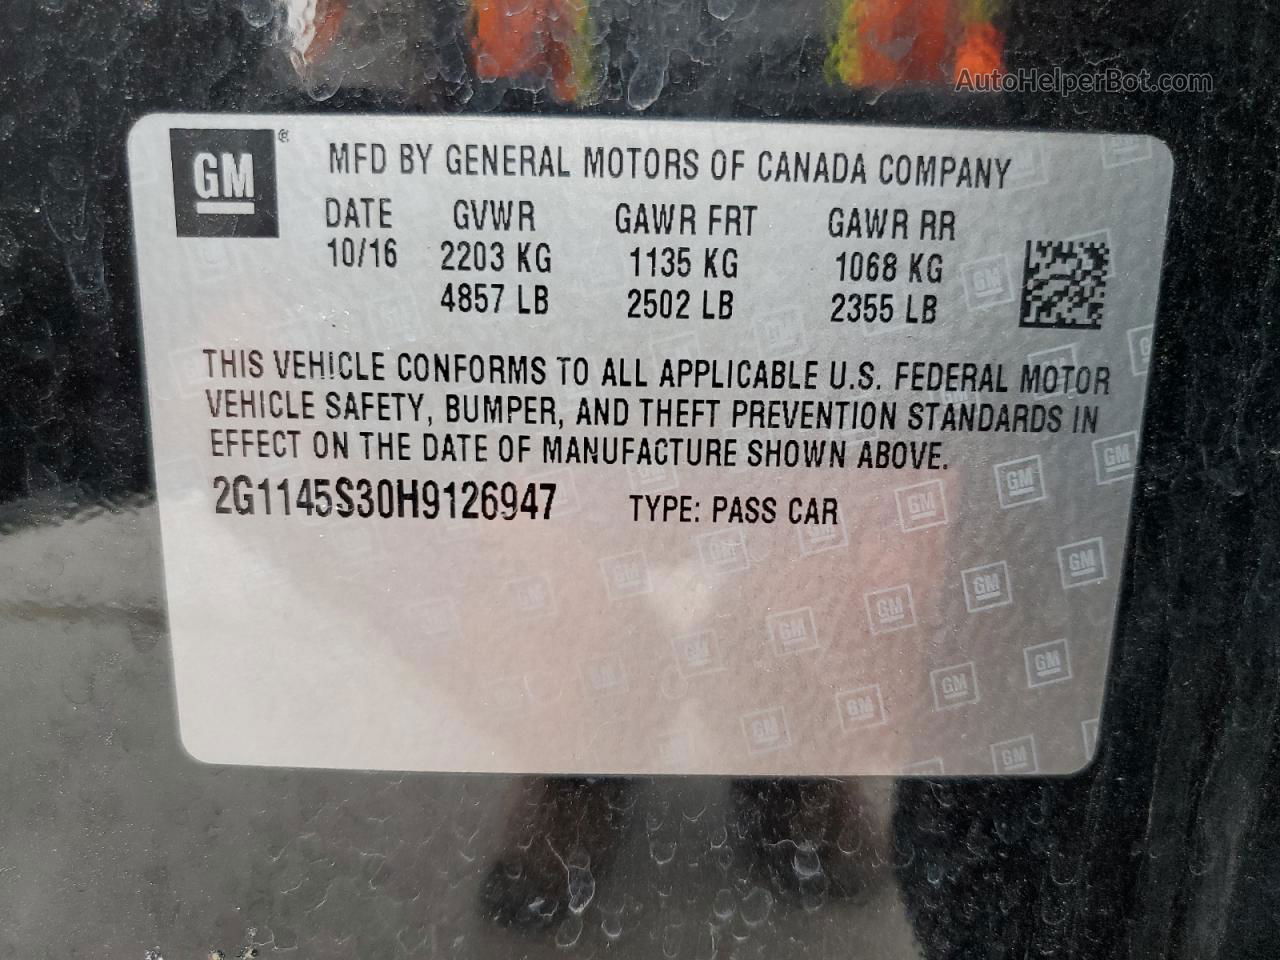 AutoHelperBot.com
GM ® MFD BY GENERAL MOTORS OF CANADA COMPANY
DATE GVWR GAWR FRT GAWR RR
10/16 2203 KG 1135 KG 1068 KG
4857 LB 2502 LB 2355 LB
THIS VEHICLE CONFORMS TO ALL APPLICABLE U.S. FEDERAL MOTOR
VEHICLE SAFETY, BUMPER, AND THEFT PREVENTION STANDARDS IN
EFFECT ON THE DATE OF MANUFACTURE SHOWN ABOVE.
2G1145S30H9126947 TYPE: PASS CAR